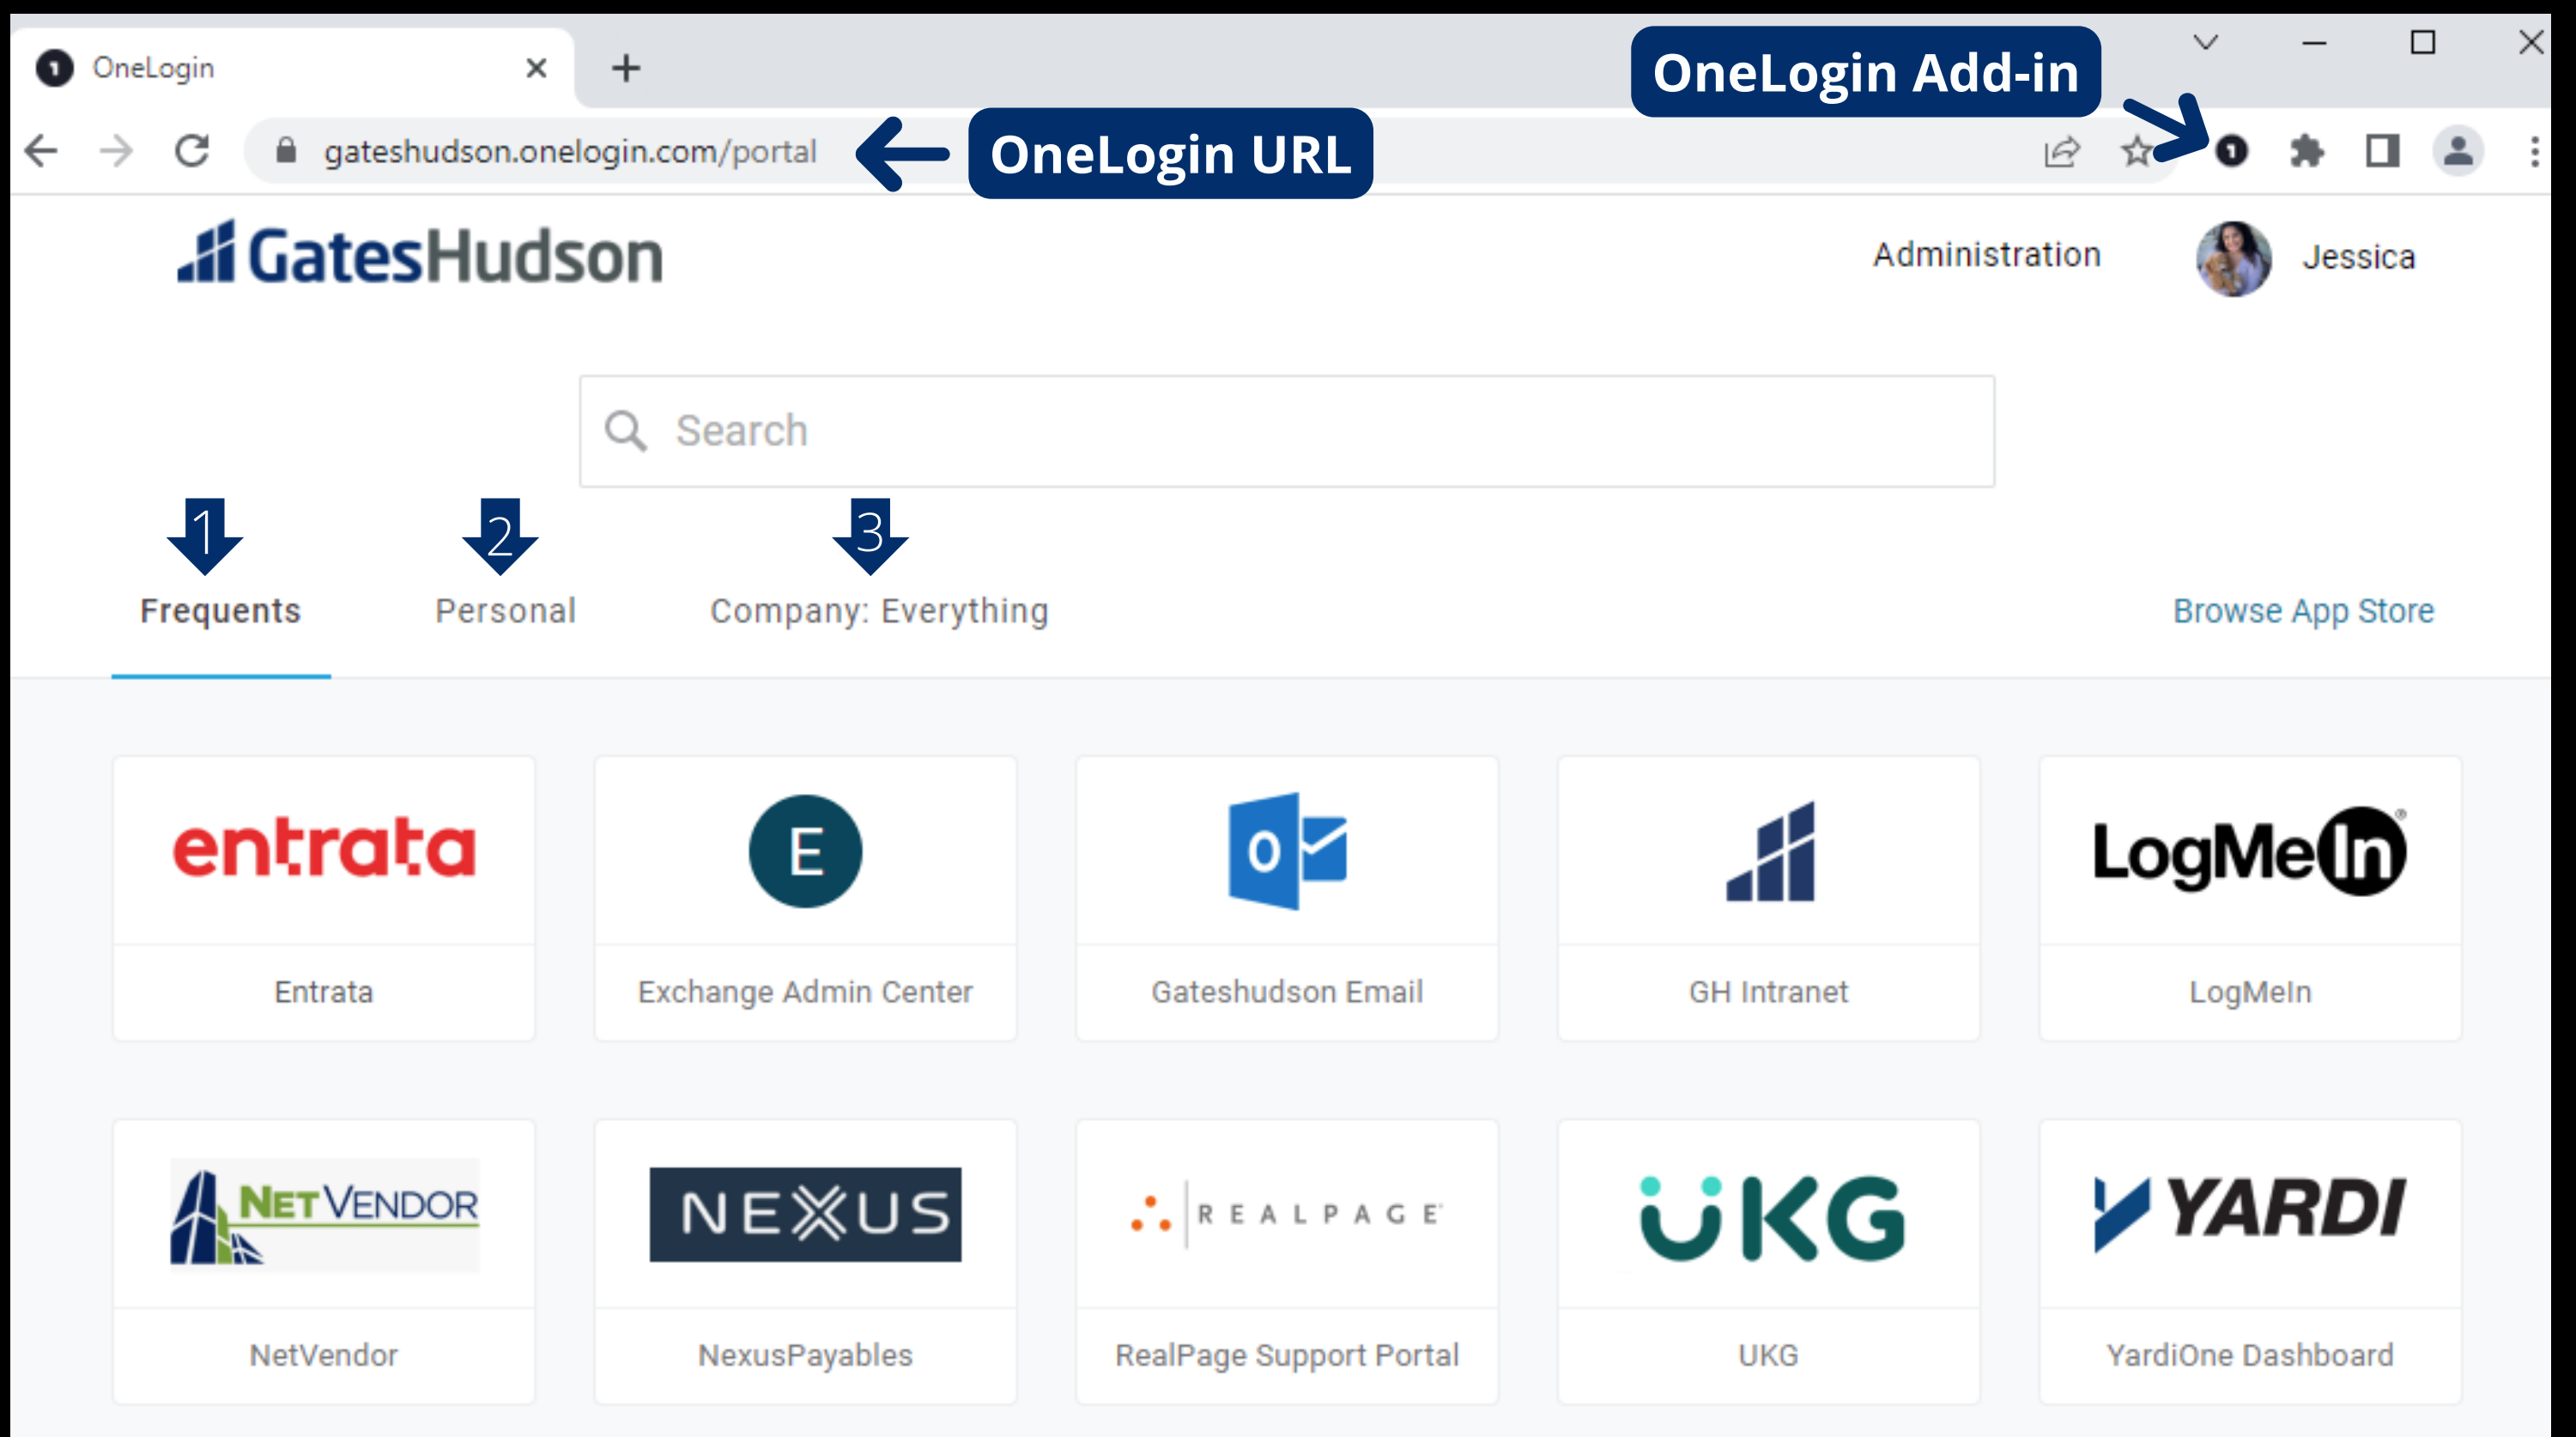 OneLogin
OneLogin Add-in
gateshudson.onelogin.com/portal
OneLogin URL
GatesHudson
Administration
Jessica
Search
1
2
3
Frequents
Personal
Company: Everything
Browse App Store
entrata
E
LogMeIn®
Entrata
Exchange Admin Center
Gateshudson Email
GH Intranet
LogMeIn
NETVENDOR
NEXUS
REALPAGE
UKG
YARDI
NetVendor
NexusPayables
RealPage Support Portal
UKG
YardiOne Dashboard